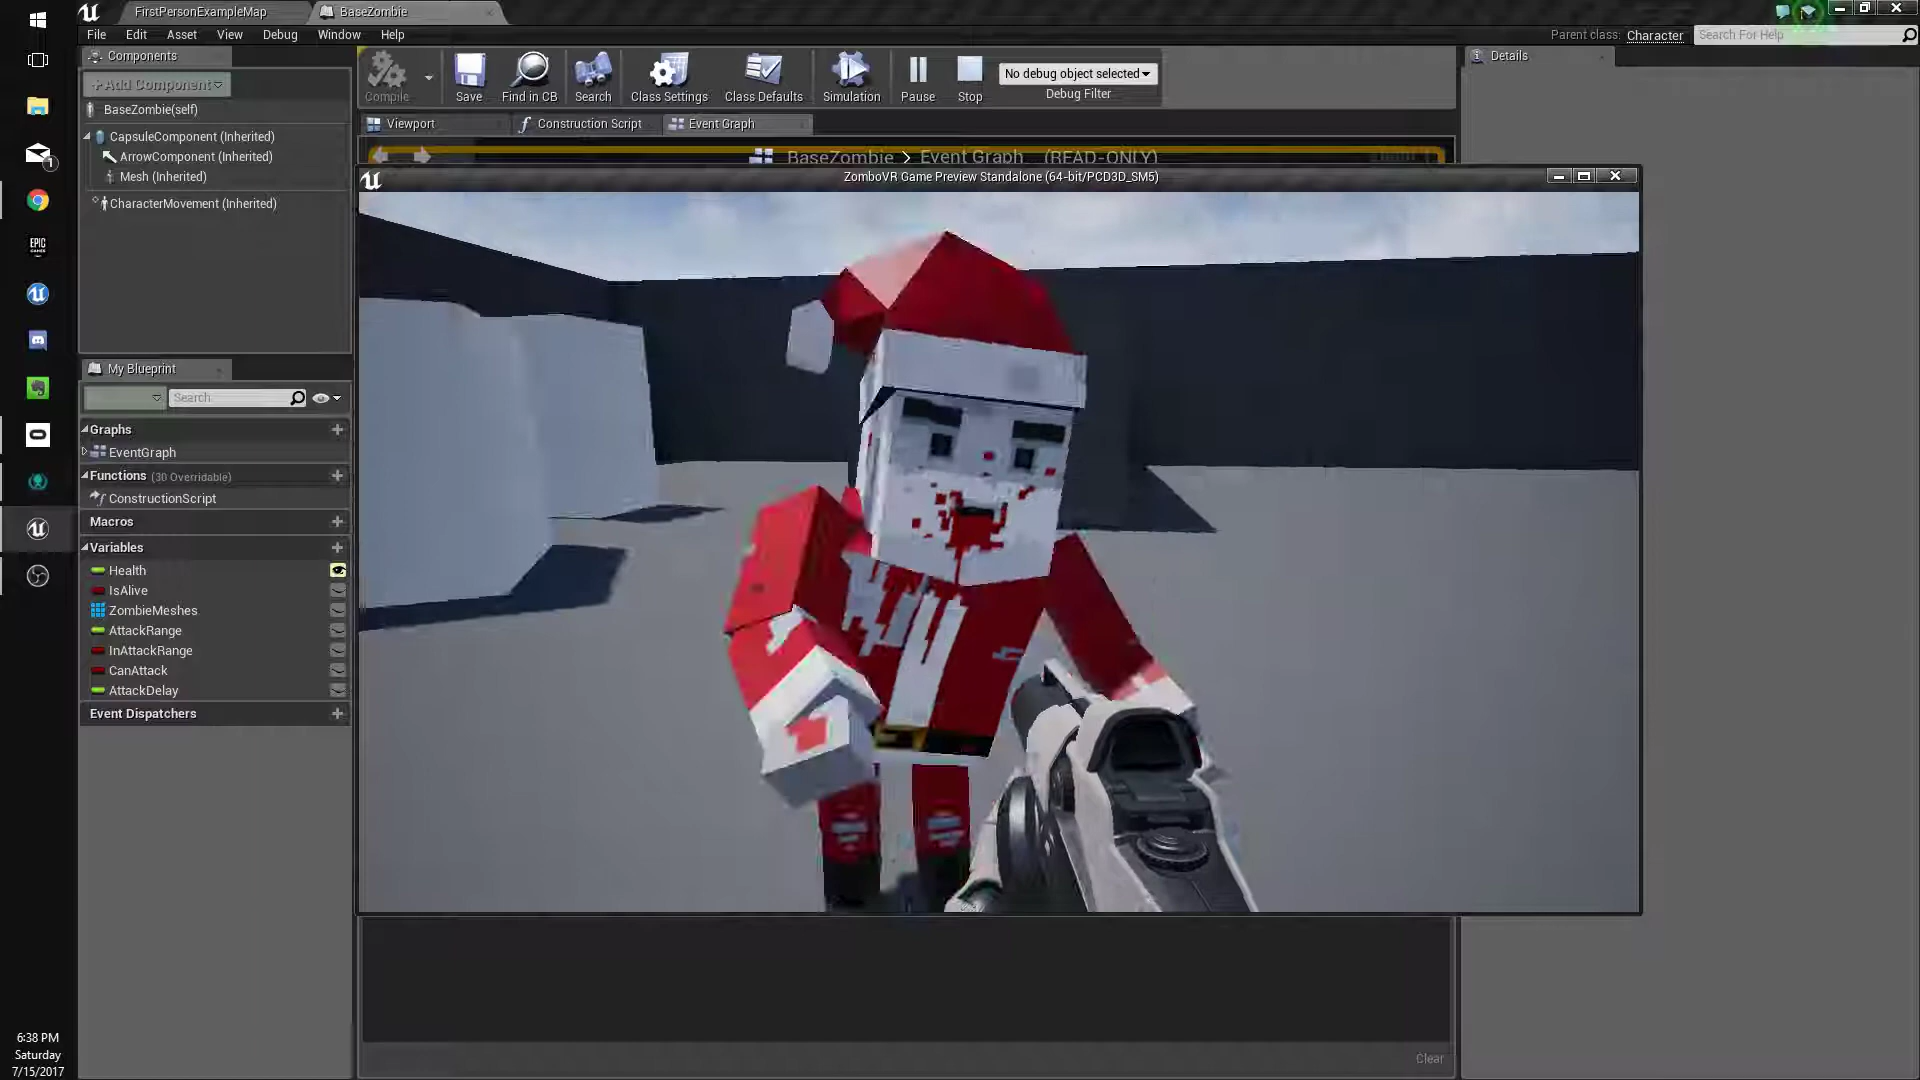 FirstPersonExampleMap
BaseZombie
File Edit Asset View Debug Window Help
Parent class: Character
Search For Help
Components
+Add Component
BaseZombie(self)
CapsuleComponent (Inherited)
ArrowComponent (Inherited)
Mesh (Inherited)
CharacterMovement (Inherited)
Compile
Save
Find in CB
Search
Class Settings
Class Defaults
Simulation
Pause
Stop
No debug object selected
Debug Filter
Details
Viewport
Construction Script
Event Graph
BaseZombie > Event Graph (READ-ONLY)
ZomboVR Game Preview Standalone (64-bit/PCD3D_SM5)
My Blueprint
Search
Graphs
EventGraph
Functions (30 Overridable)
ConstructionScript
Macros
Variables
Health
IsAlive
ZombieMeshes
AttackRange
InAttackRange
CanAttack
AttackDelay
Event Dispatchers
1
EPIC
GAMES
Clear
6:38 PM
Saturday
7/15/2017